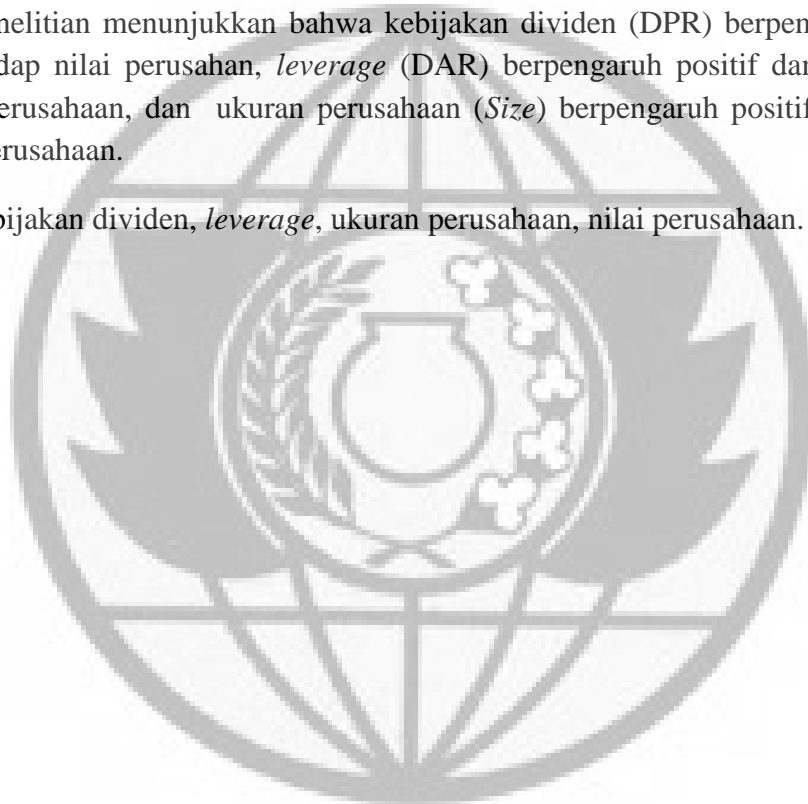 nelitian menunjukkan bahwa kebijakan dividen (DPR) berpen
dap nilai perusahan, leverage (DAR) berpengaruh positif dar
erusahaan, dan ukuran perusahaan (Size) berpengaruh positif
erusahaan.
bijakan dividen, leverage, ukuran perusahaan, nilai perusahaan.